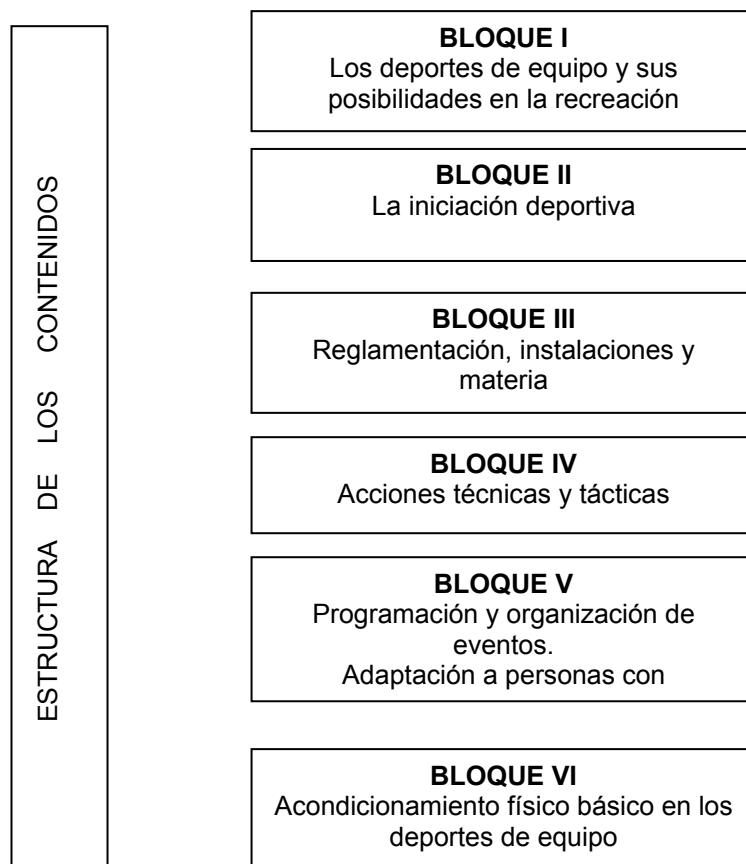 ESTRUCTURA DE LOS CONTENIDOS
BLOQUE I
Los deportes de equipo y sus
posibilidades en la recreación
BLOQUE II
La iniciación deportiva
BLOQUE III
Reglamentación, instalaciones y
materia
BLOQUE IV
Acciones técnicas y tácticas
BLOQUE V
Programación y organización de
eventos.
Adaptación a personas con
BLOQUE VI
Acondicionamiento físico básico en los
deportes de equipo